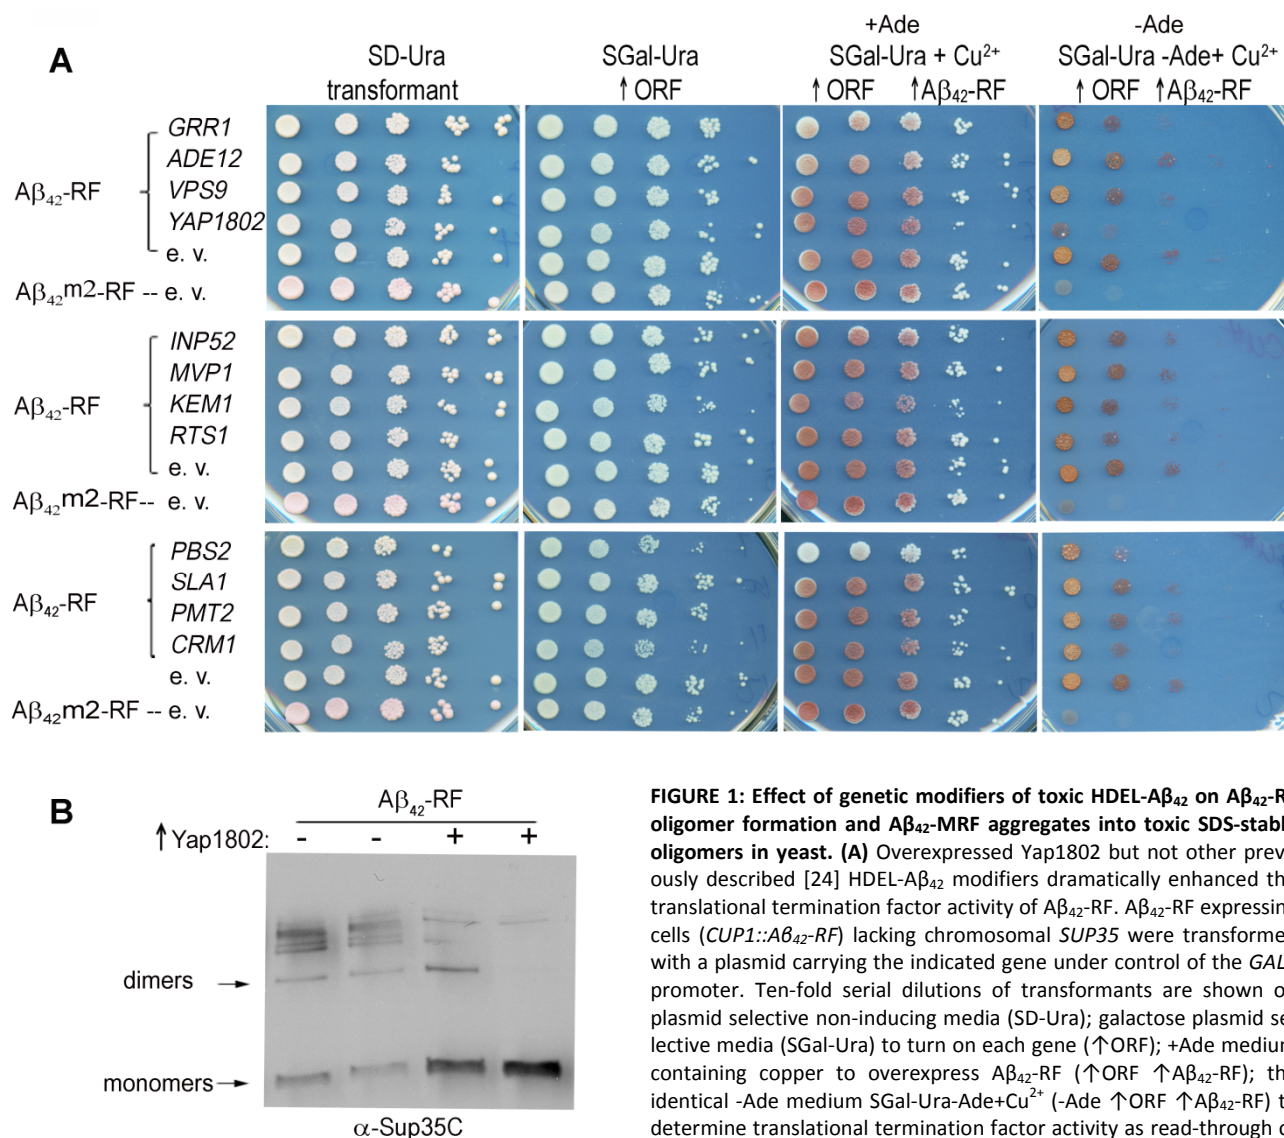 A
SD-Ura
transformant
SGal-Ura
↑ ORF
+Ade
SGal-Ura + Cu²⁺
↑ ORF ↑Aβ₄₂-RF
-Ade
SGal-Ura -Ade+ Cu²⁺
↑ ORF ↑Aβ₄₂-RF
Aβ₄₂-RF
GRR1
ADE12
VPS9
YAP1802
e. v.
Aβ₄₂m2-RF -- e. v.
Aβ₄₂-RF
INP52
MVP1
KEM1
RTS1
e. v.
Aβ₄₂m2-RF-- e. v.
Aβ₄₂-RF
PBS2
SLA1
PMT2
CRM1
e. v.
Aβ₄₂m2-RF -- e. v.
B
Aβ₄₂-RF
↑ Yap1802: - - + +
dimers
monomers
α-Sup35C
FIGURE 1: Effect of genetic modifiers of toxic HDEL-Aβ₄₂ on Aβ₄₂-R
oligomer formation and Aβ₄₂-MRF aggregates into toxic SDS-stabl
oligomers in yeast. (A) Overexpressed Yap1802 but not other prev
ously described [24] HDEL-Aβ₄₂ modifiers dramatically enhanced th
translational termination factor activity of Aβ₄₂-RF. Aβ₄₂-RF expressin
cells (CUP1::Aβ₄₂-RF) lacking chromosomal SUP35 were transforme
with a plasmid carrying the indicated gene under control of the GAL
promoter. Ten-fold serial dilutions of transformants are shown o
plasmid selective non-inducing media (SD-Ura); galactose plasmid se
lective media (SGal-Ura) to turn on each gene (↑ORF); +Ade medium
containing copper to overexpress Aβ₄₂-RF (↑ORF ↑Aβ₄₂-RF); th
identical -Ade medium SGal-Ura-Ade+Cu²⁺ (-Ade ↑ORF ↑Aβ₄₂-RF) t
determine translational termination factor activity as read-through o